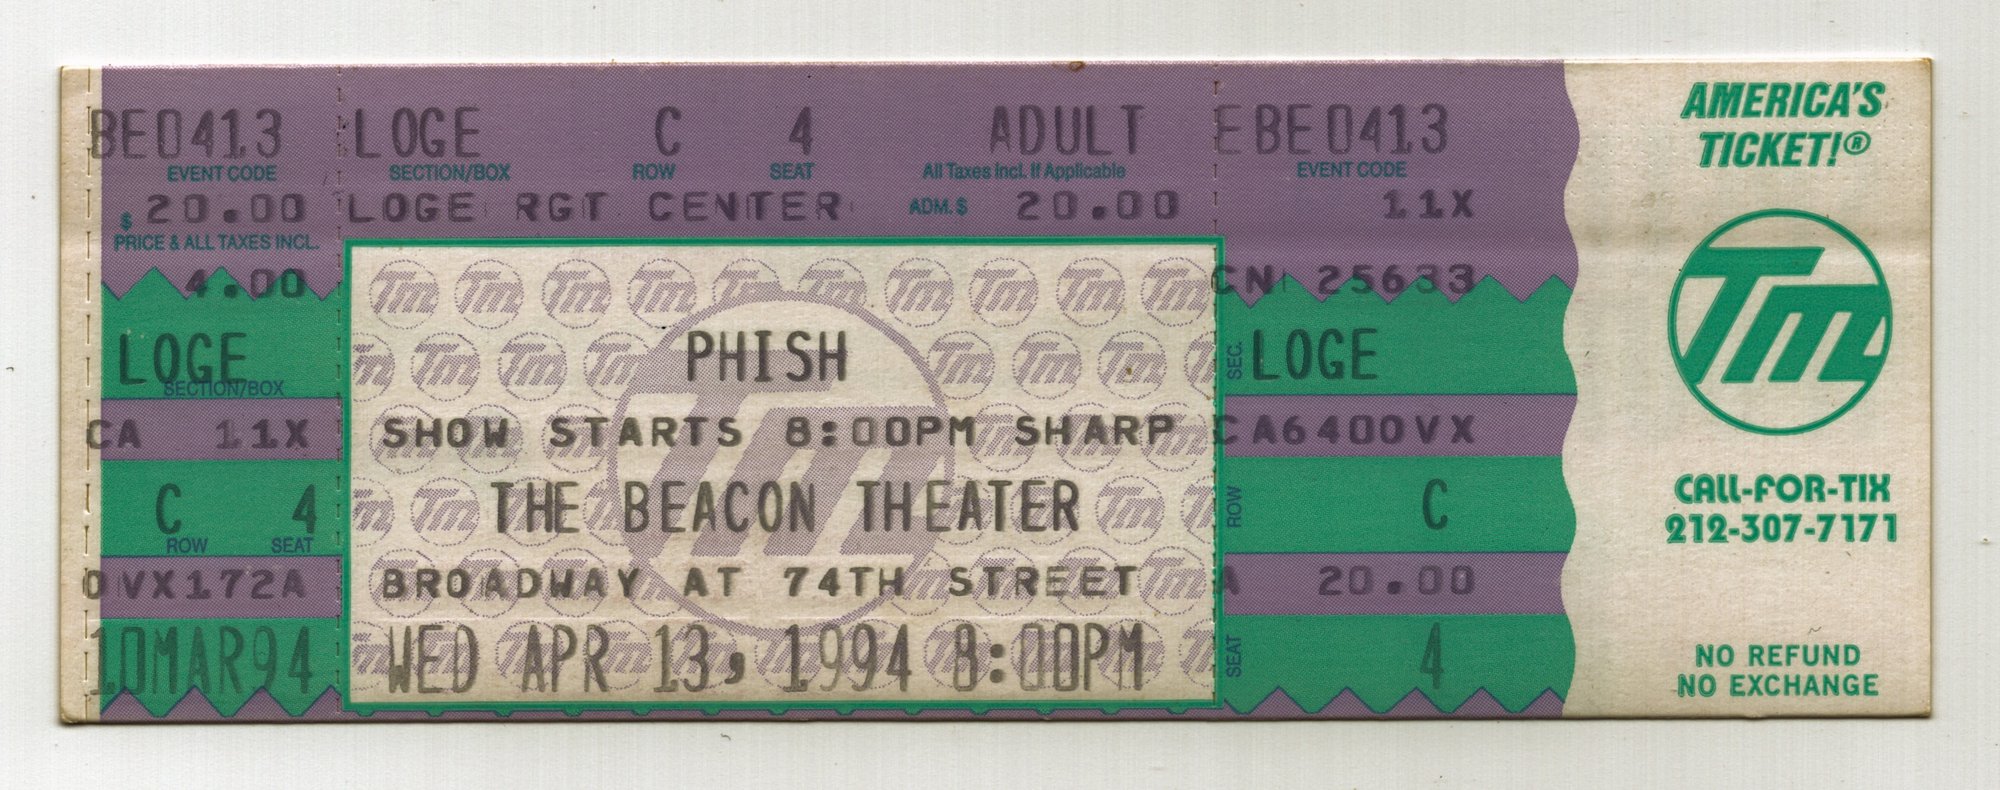 BE0413
EVENT CODE
$ 20.00
PRICE & ALL TAXES INCL.
4.00
LOGE
SECTION/BOX
CA 11X
C 4
ROW SEAT
0VX172A
10MAR94
LOGE C 4 ADULT
SECTION/BOX ROW SEAT All Taxes Incl. If Applicable
LOGE RGT CENTER ADM. $ 20.00
PHISH
SHOW STARTS 8:00PM SHARP
THE BEACON THEATER
BROADWAY AT 74TH STREET
WED APR 13, 1994 8:00PM
EBE0413
EVENT CODE
11X
CN 25633
SEC. LOGE
CA6400VX
ROW C
A 20.00
SEAT 4
AMERICA'S
TICKET!®
TM
CALL-FOR-TIX
212-307-7171
NO REFUND
NO EXCHANGE